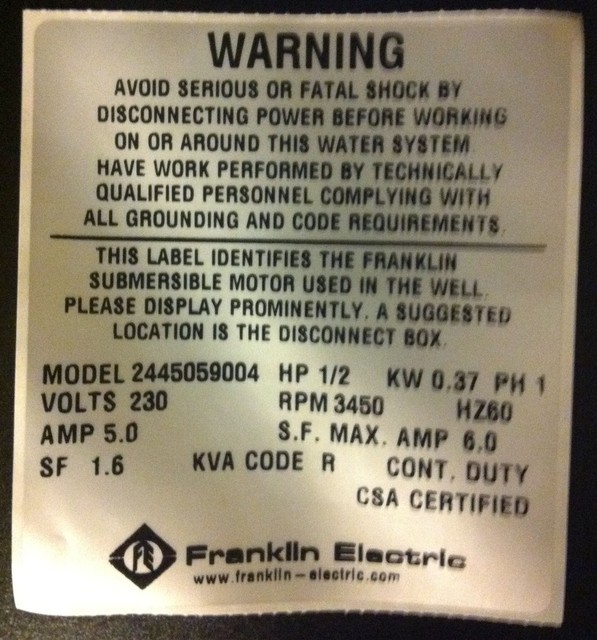 WARNING
AVOID SERIOUS OR FATAL SHOCK BY
DISCONNECTING POWER BEFORE WORKING
ON OR AROUND THIS WATER SYSTEM
HAVE WORK PERFORMED BY TECHNICALLY
QUALIFIED PERSONNEL COMPLYING WITH
ALL GROUNDING AND CODE REQUIREMENTS.
THIS LABEL IDENTIFIES THE FRANKLIN
SUBMERSIBLE MOTOR USED IN THE WELL.
PLEASE DISPLAY PROMINENTLY. A SUGGESTED
LOCATION IS THE DISCONNECT BOX.
MODEL 2445059004 HP 1/2 KW 0.37 PH 1
VOLTS 230 RPM 3450 HZ60
AMP 5.0 S.F. MAX. AMP 6.0
SF 1.6 KVA CODE R CONT. DUTY
CSA CERTIFIED
FE Franklin Electric
www.franklin-electric.com